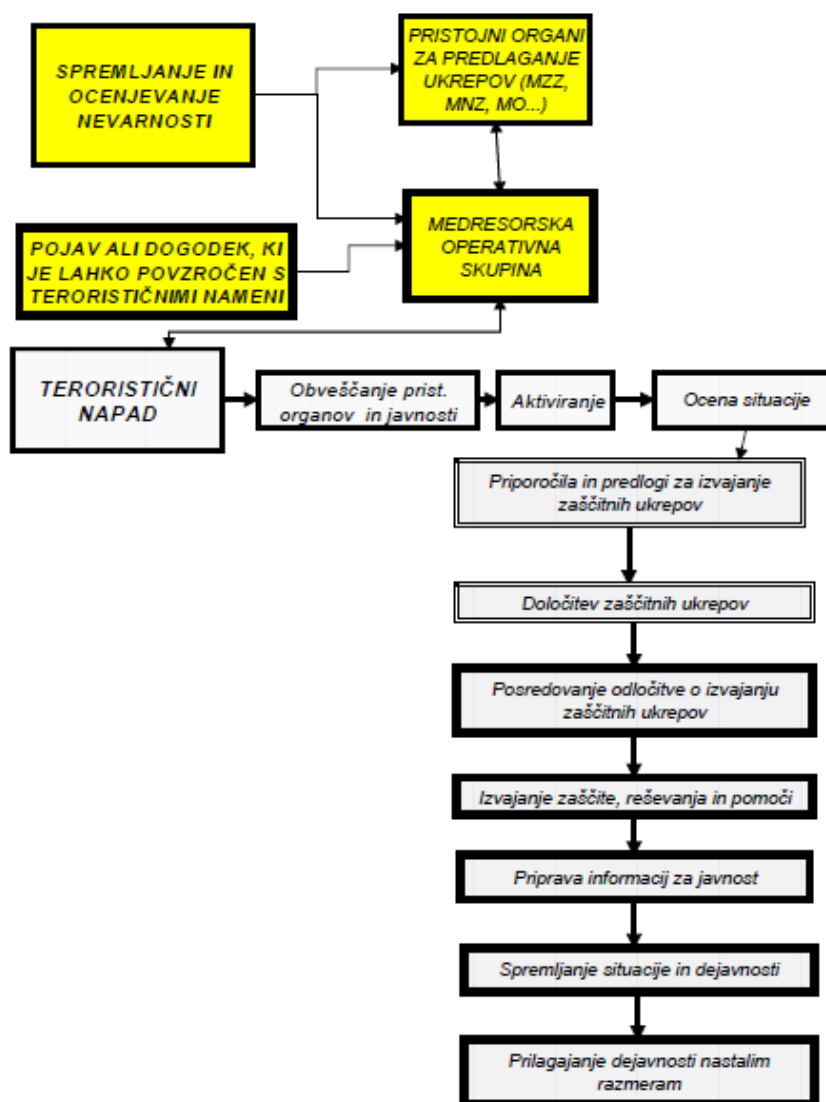 SPREMLJANJE IN
OCENJEVANJE
NEVARNOSTI
PRISTOJNI ORGANI
ZA PREDLAGANJE
UKREPOV (MZZ,
MNZ, MO...)
MEDRESORSKA
OPERATIVNA
SKUPINA
POJAV ALI DOGODEK, KI
JE LAHKO POVZROČEN S
TERORISTIČNIMI NAMENI
TERORISTIČNI
NAPAD
Obveščanje prist.
organov in javnosti
Aktiviranje
Ocena situacije
Priporočila in predlogi za izvajanje
zaščitnih ukrepov
Določitev zaščitnih ukrepov
Posredovanje odločitve o izvajanju
zaščitnih ukrepov
Izvajanje zaščite, reševanja in pomoči
Priprava informacij za javnost
Spremljanje situacije in dejavnosti
Prilagajanje dejavnosti nastalim
razmeram